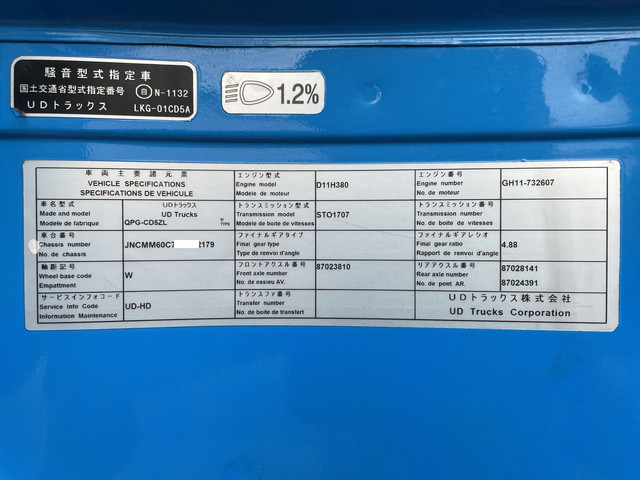 騒音型式指定車
国土交通省型式指定番号 自 N-1132
UDトラックス LKG-01CD5A
1.2%
車両主要諸元票
VEHICLE SPECIFICATIONS
SPECIFICATIONS DE VEHICULE
エンジン型式
Engine model
Modele de moteur
D11H380
エンジン番号
Engine number
No. de moteur
GH11-732607
車名型式
Made and model
Modele de fabrique
UDトラックス
UD Trucks
QPG-CD5ZL 型 TYPE
トランスミッション型式
Transmission model
Modele de boite de vitesses
STO1707
トランスミッション番号
Transmission number
No. de boite de vitesses
車台番号
Chassis number
No. de chassis
JNCMM60C7 2179
ファイナルギアタイプ
Final gear type
Type de renvoi d'angle
ファイナルギアレシオ
Final gear ratio
Rapport de renvoi d'angle
4.88
軸距記号
Wheel base code
Empattment
W
フロントアクスル番号
Front axle number
No. de essieu AV.
87023810
リアアクスル番号
Rear axle number
No. de pont AR.
87028141
87024391
サービスインフォコード
Service info Code
Information Maintenance
UD-HD
トランスファ番号
Transfer number
No. de boite de transfert
UDトラックス株式会社
UD Trucks Corporation